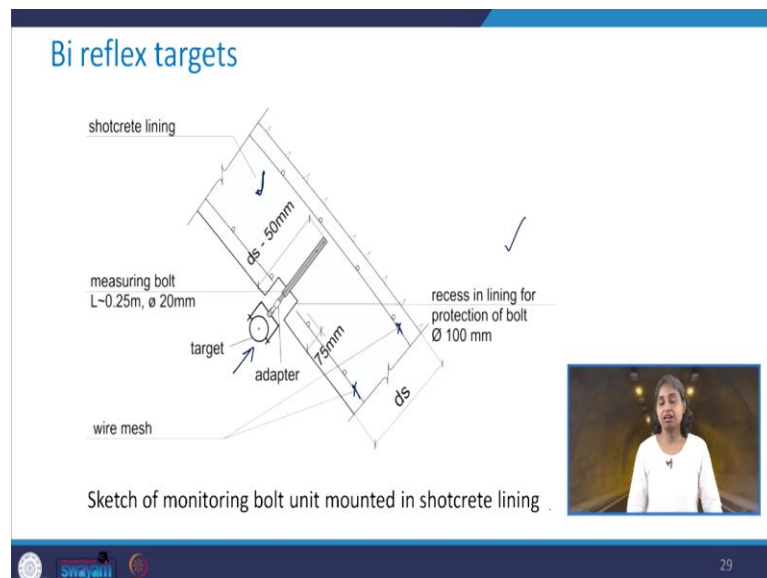 Bi reflex targets
shotcrete lining
ds - 50mm
measuring bolt
L~0.25m, ø 20mm
target
adapter
75mm
recess in lining for
protection of bolt
Ø 100 mm
ds
wire mesh
Sketch of monitoring bolt unit mounted in shotcrete lining .
swayam
29